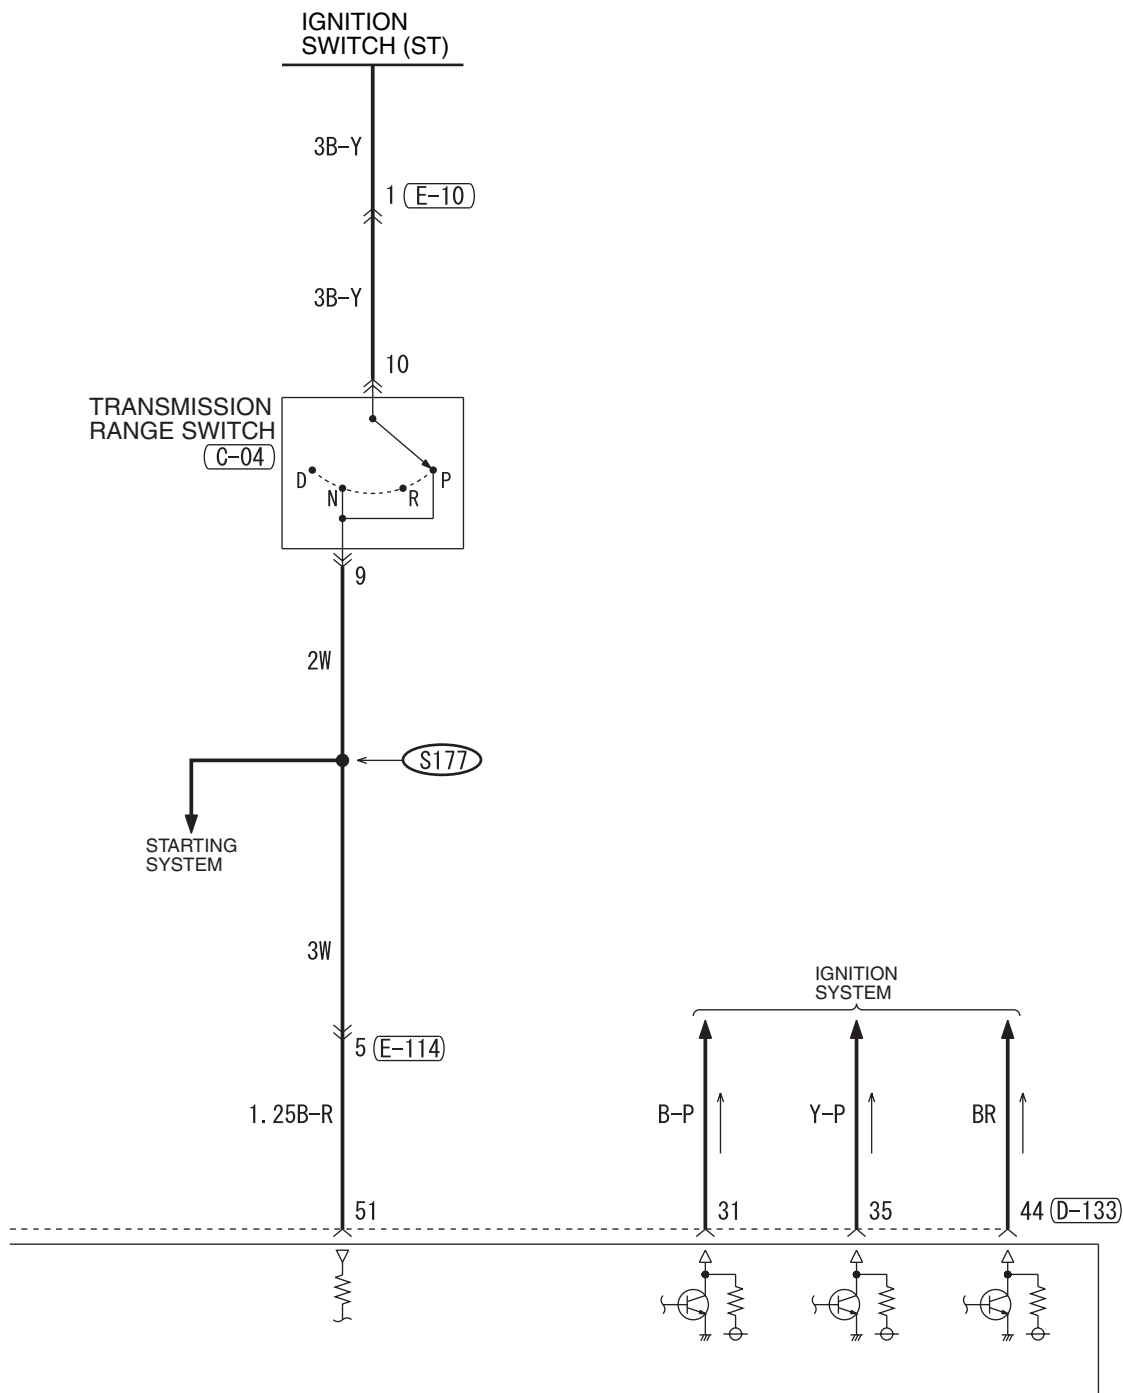 IGNITION
SWITCH (ST)
3B-Y
1 E-10
3B-Y
10
TRANSMISSION
RANGE SWITCH
C-04
D
N
R
P
9
2W
S177
STARTING
SYSTEM
3W
IGNITION
SYSTEM
5 E-114
1.25B-R
B-P
Y-P
BR
51
31
35
44 D-133